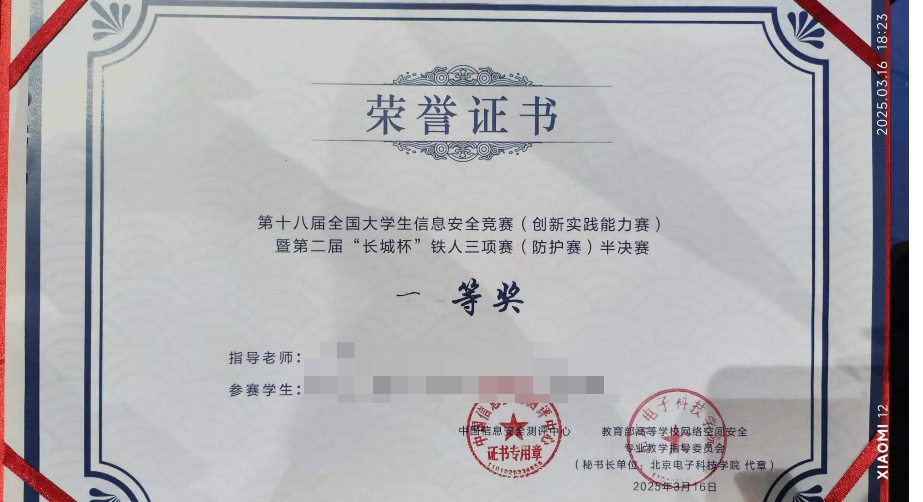 荣誉证书
第十八届全国大学生信息安全竞赛（创新实践能力赛）
暨第二届“长城杯”铁人三项赛（防护赛）半决赛
一等奖
指导老师：
参赛学生：
中国信息安全测评中心
证书专用章
教育部高等学校网络空间安全
专业教学指导委员会
（秘书长单位：北京电子科技学院 代章）
2025年3月16日
2025.03.16 18:23
XIAOMI 12